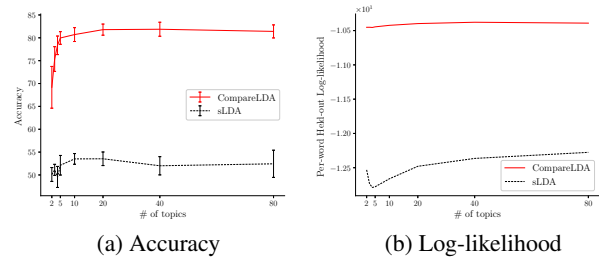 85
80
75
70
65
60
55
50
Accuracy
CompareLDA
sLDA
2 5 10 20 40 80
# of topics
(a) Accuracy
×10⁴
−1.05
−1.10
−1.15
−1.20
−1.25
Per-word Held-out Log-likelihood
CompareLDA
sLDA
2 5 10 20 40 80
# of topics
(b) Log-likelihood